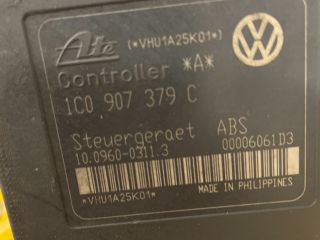 Ate (*VHU1A25K01*)
Controller *A*
1C0 907 379 C
Steuergeraet ABS
10.0960-0311.3 00006061D3
MADE IN PHILIPPINES
*VHU1A25K01*